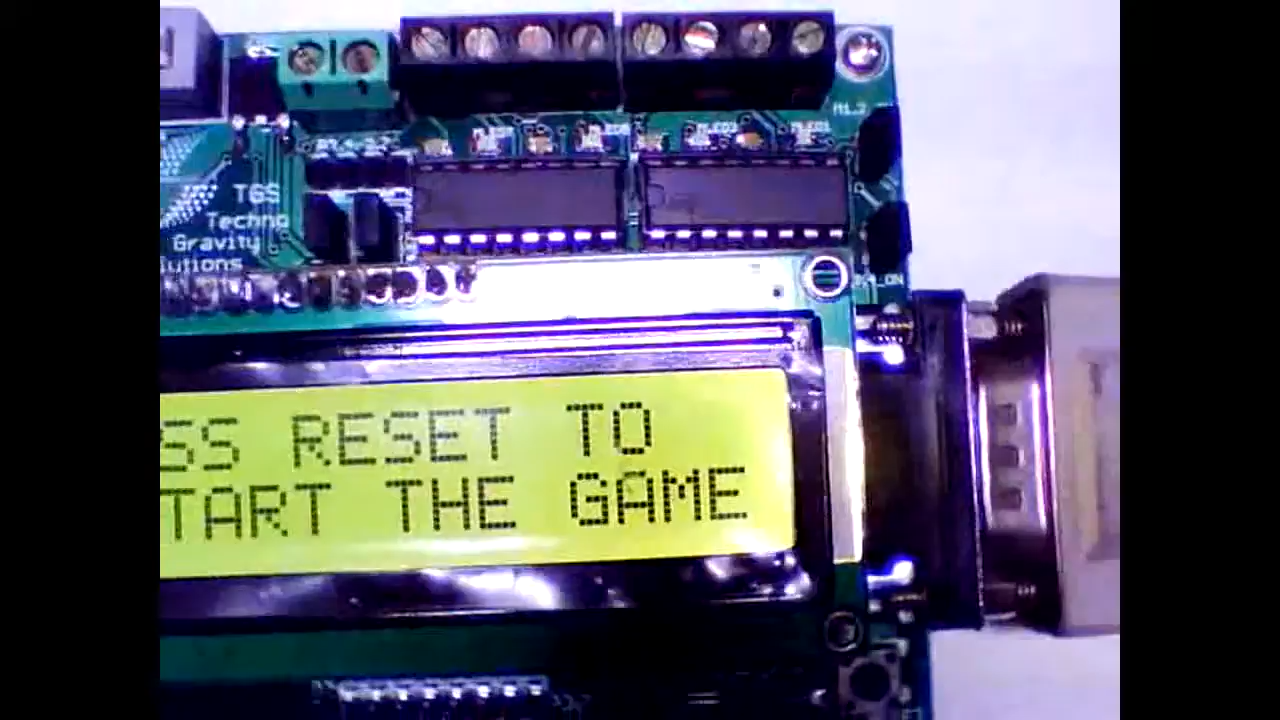 TGS
Techno
Gravity
lutions
SS RESET TO
TART THE GAME